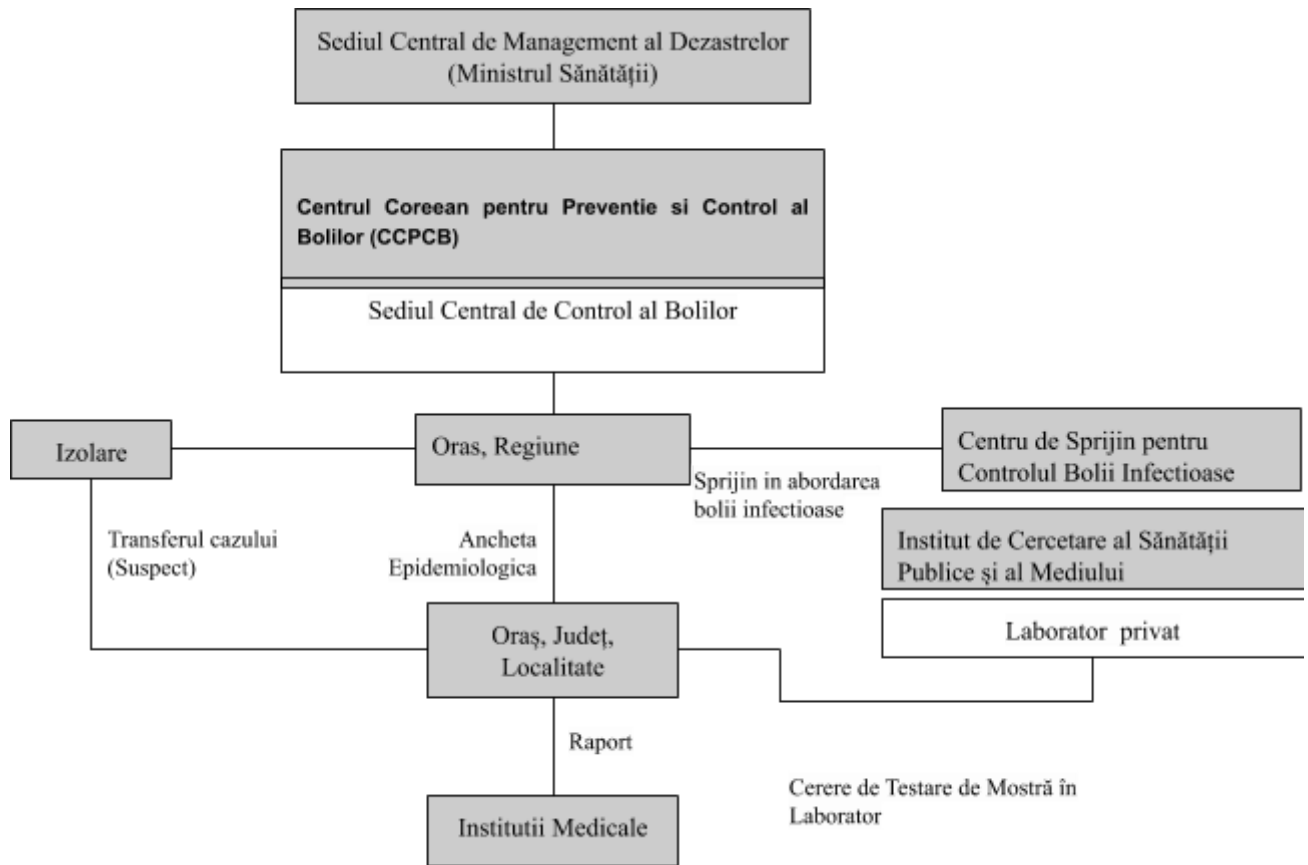 Sediul Central de Management al Dezastrelor
(Ministrul Sănătății)
Centrul Coreean pentru Preventie si Control al
Bolilor (CCPCB)
Sediul Central de Control al Bolilor
Izolare
Oras, Regiune
Centru de Sprijin pentru
Controlul Bolii Infectioase
Sprijin in abordarea
bolii infectioase
Transferul cazului
(Suspect)
Ancheta
Epidemiologica
Institut de Cercetare al Sănătății
Publice și al Mediului
Laborator privat
Oraș, Județ,
Localitate
Raport
Cerere de Testare de Mostră în
Laborator
Institutii Medicale